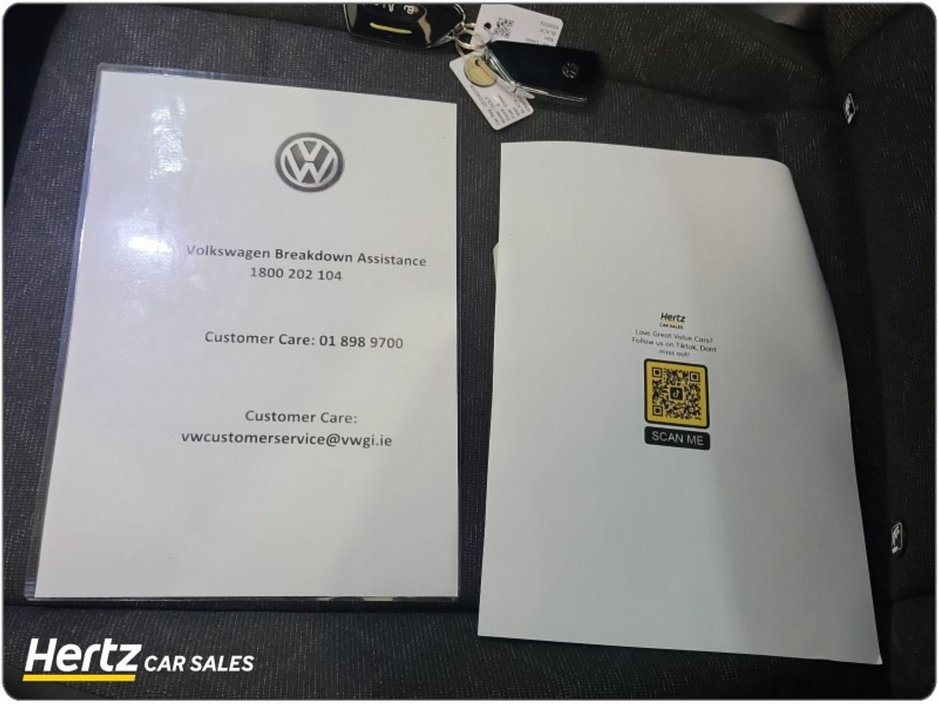 Volkswagen Breakdown Assistance
1800 202 104
Customer Care: 01 898 9700
Customer Care:
vwcustomerservice@vwgi.ie
Hertz
CAR SALES
Love Great Value Cars?
Follow us on Tiktok, Dont
miss out!
SCAN ME
Hertz CAR SALES